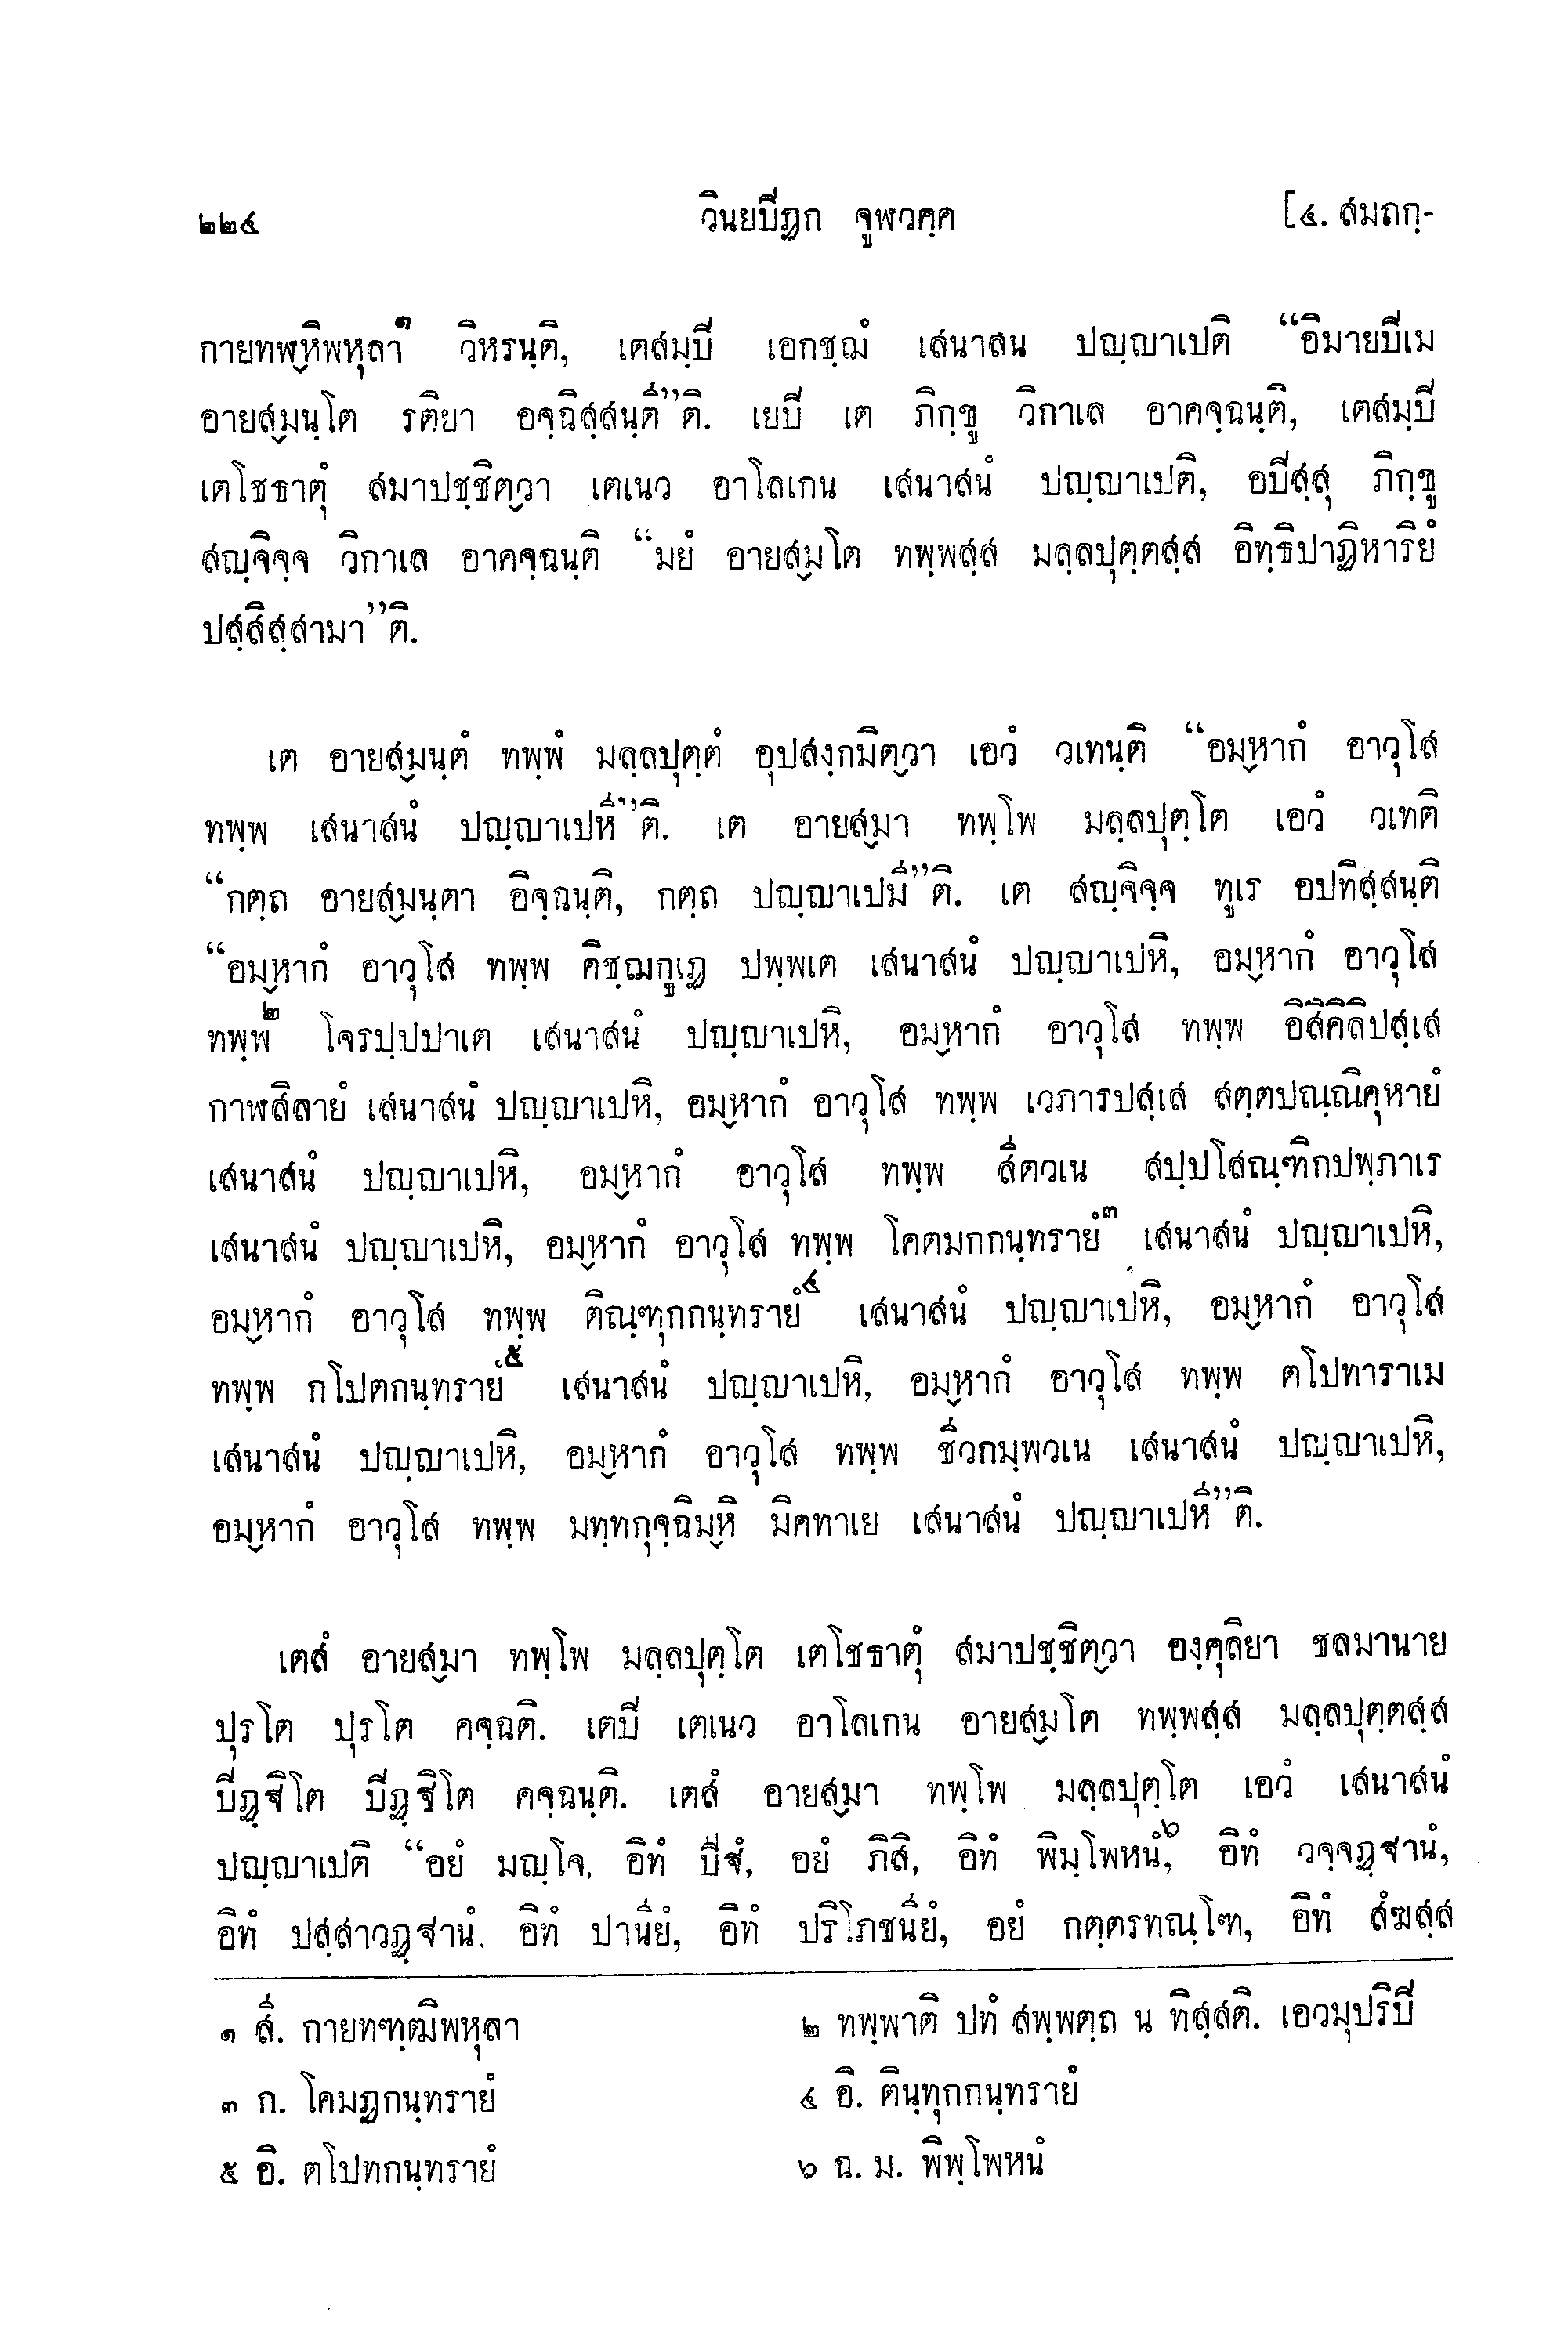 ๒๒๔ วินยปีฏก จูฬวคฺค [๔. สมถกฺ-
กายทฬฺหิพหุลา๑ วิหรนฺติ, เตสมฺปี เอกชฺฌํ เสนาสน ปญฺญาเปติ “อิมายปีเม
อายสฺมนฺโต รติยา อจฺฉิสฺสนฺตี”ติ. เยปี เต ภิกฺขู วิกาเล อาคจฺฉนฺติ, เตสมฺปี
เตโชธาตุํ สมาปชฺชิตฺวา เตเนว อาโลเกน เสนาสนํ ปญฺญาเปติ, อปีสฺสุ ภิกฺขู
สญฺจิจฺจ วิกาเล อาคจฺฉนฺติ “มยํ อายสฺมโต ทพฺพสฺส มลฺลปุตฺตสฺส อิทฺธิปาฏิหาริยํ
ปสฺสิสฺสามา”ติ.
เต อายสฺมนฺตํ ทพฺพํ มลฺลปุตฺตํ อุปสงฺกมิตฺวา เอวํ วเทนฺติ “อมฺหากํ อาวุโส
ทพฺพ เสนาสนํ ปญฺญาเปหี”ติ. เต อายสฺมา ทพฺโพ มลฺลปุตฺโต เอวํ วเทติ
“กตฺถ อายสฺมนฺตา อิจฺฉนฺติ, กตฺถ ปญฺญาเปมี”ติ. เต สญฺจิจฺจ ทูเร อปทิสฺสนฺติ
“อมฺหากํ อาวุโส ทพฺพ คิชฺฌกูเฏ ปพฺพเต เสนาสนํ ปญฺญาเปหิ, อมฺหากํ อาวุโส
ทพฺพ๒ โจรปฺปปาเต เสนาสนํ ปญฺญาเปหิ, อมฺหากํ อาวุโส ทพฺพ อิสิคิลิปสฺเส
กาฬสิลายํ เสนาสนํ ปญฺญาเปหิ, อมฺหากํ อาวุโส ทพฺพ เวภารปสฺเส สตฺตปณฺณิคุหายํ
เสนาสนํ ปญฺญาเปหิ, อมฺหากํ อาวุโส ทพฺพ สีตวเน สปฺปโสณฺฑิกปพฺภาเร
เสนาสนํ ปญฺญาเปหิ, อมฺหากํ อาวุโส ทพฺพ โคตมกกนฺทรายํ๓ เสนาสนํ ปญฺญาเปหิ,
อมฺหากํ อาวุโส ทพฺพ ติณฺฑุกกนฺทรายํ๔ เสนาสนํ ปญฺญาเปหิ, อมฺหากํ อาวุโส
ทพฺพ กโปตกนฺทรายํ๕ เสนาสนํ ปญฺญาเปหิ, อมฺหากํ อาวุโส ทพฺพ ตโปทาราเม
เสนาสนํ ปญฺญาเปหิ, อมฺหากํ อาวุโส ทพฺพ ชีวกมฺพวเน เสนาสนํ ปญฺญาเปหิ,
อมฺหากํ อาวุโส ทพฺพ มทฺทกุจฺฉิมฺหิ มิคทาเย เสนาสนํ ปญฺญาเปหี”ติ.
เตสํ อายสฺมา ทพฺโพ มลฺลปุตฺโต เตโชธาตุํ สมาปชฺชิตฺวา องฺคุลิยา ชลมานาย
ปุรโต ปุรโต คจฺฉติ. เตปี เตเนว อาโลเกน อายสฺมโต ทพฺพสฺส มลฺลปุตฺตสฺส
ปีฏฺฐิโต ปีฏฺฐิโต คจฺฉนฺติ. เตสํ อายสฺมา ทพฺโพ มลฺลปุตฺโต เอวํ เสนาสนํ
ปญฺญาเปติ “อยํ มญฺโจ, อิทํ ปีฐํ, อยํ ภิสิ, อิทํ พิมฺโพหนํ,๖ อิทํ วจฺจฏฺฐานํ,
อิทํ ปสฺสาวฏฺฐานํ. อิทํ ปานียํ, อิทํ ปริโภชนียํ, อยํ กตฺตรทณฺโฑ, อิทํ สํฆสฺส
๑ สี. กายทฑฺฒิพหุลา ๒ ทพฺพาติ ปทํ สพฺพตฺถ น ทิสฺสติ. เอวมุปริปี
๓ ก. โคมฏกนฺทรายํ ๔ อิ. ตินฺทุกกนฺทรายํ
๕ อิ. ตโปทกนฺทรายํ ๖ ฉ. ม. พิพฺโพหนํ